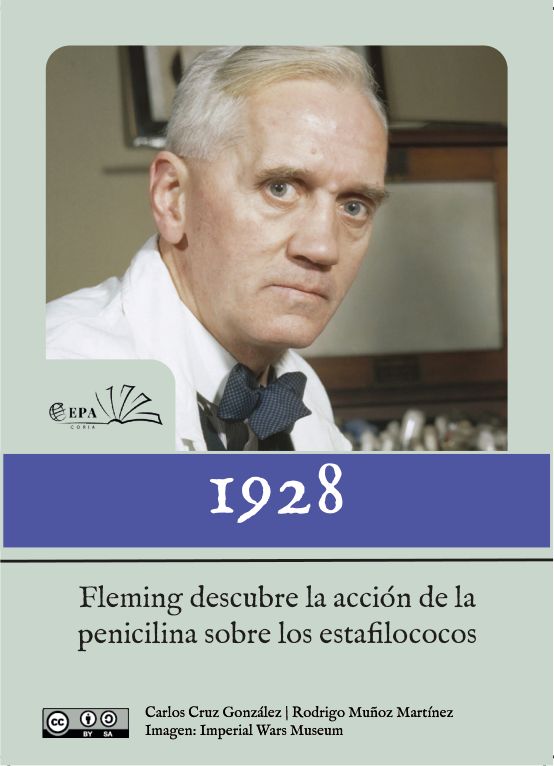 EPA
CORIA
1928
Fleming descubre la acción de la
penicilina sobre los estafilococos
cc
BY SA
Carlos Cruz González | Rodrigo Muñoz Martínez
Imagen: Imperial Wars Museum